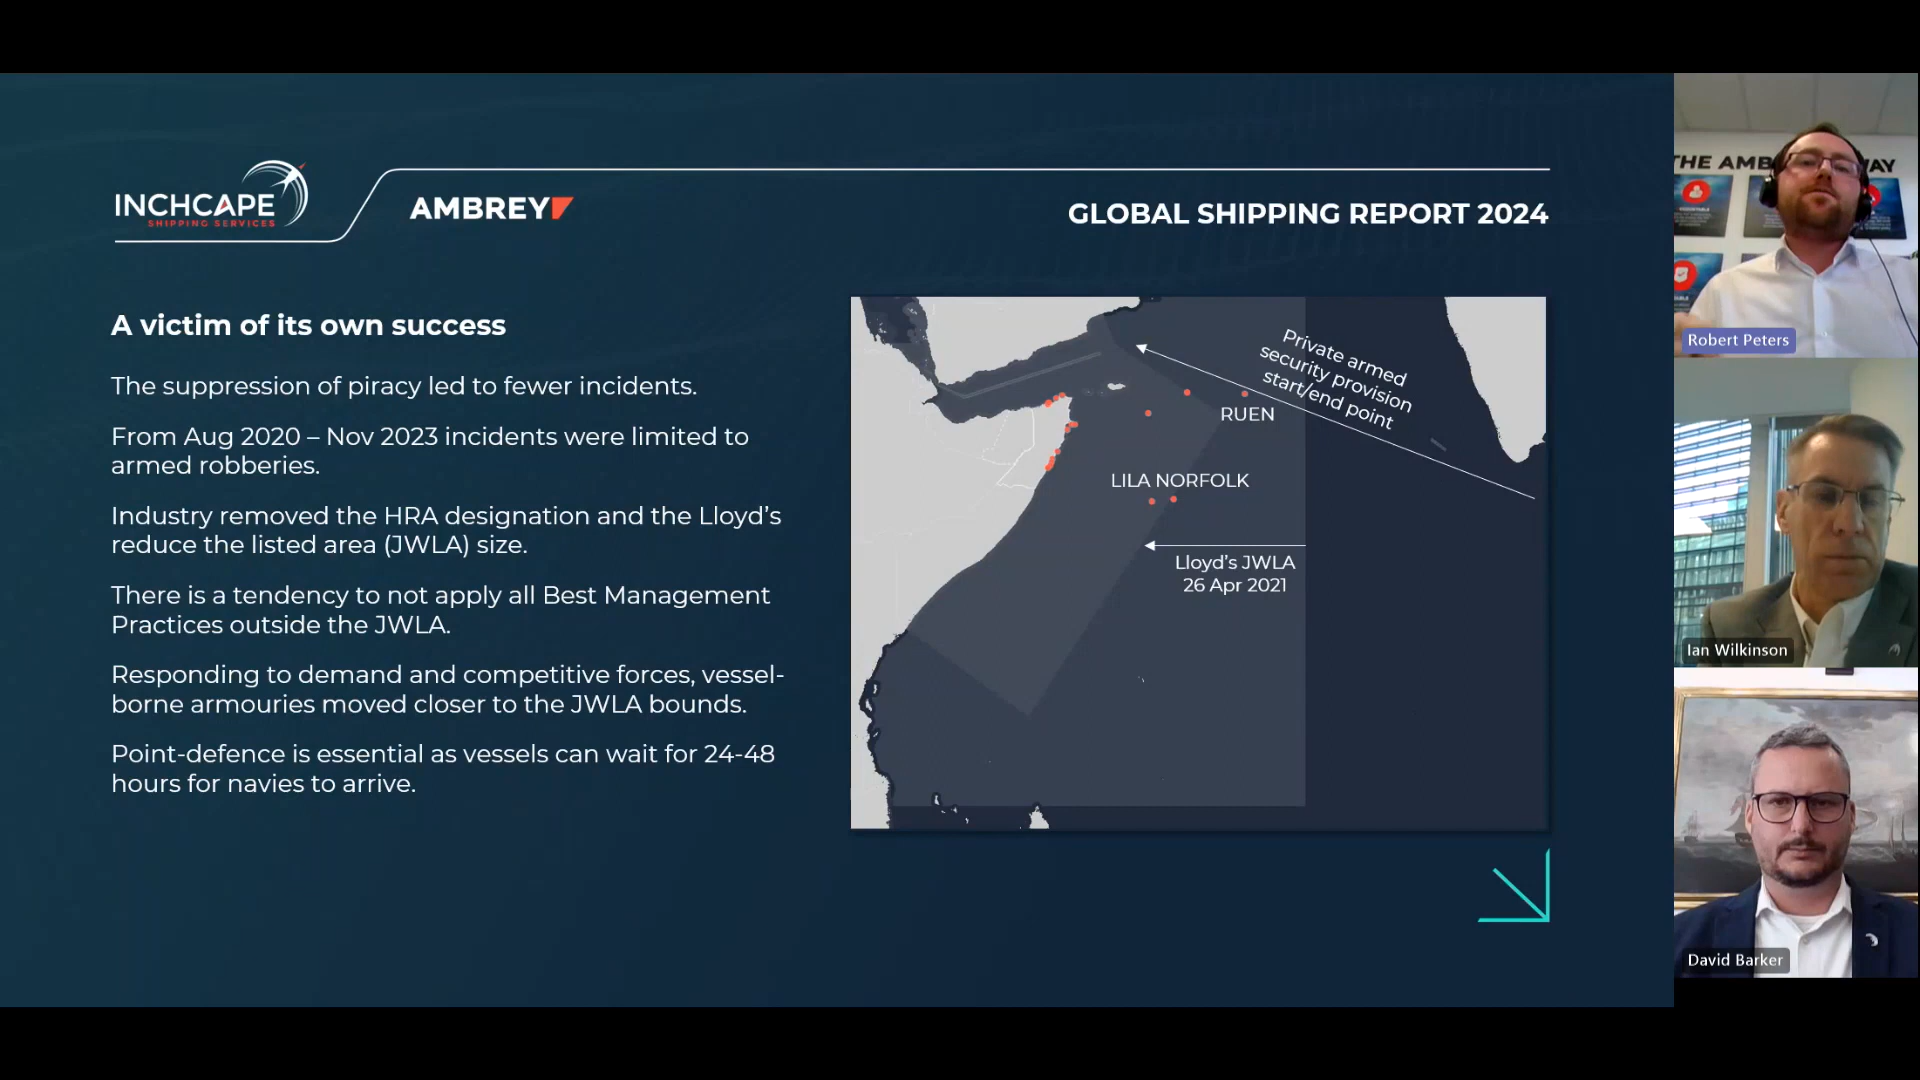 INCHCAPE
SHIPPING SERVICES
AMBREY
GLOBAL SHIPPING REPORT 2024
A victim of its own success
The suppression of piracy led to fewer incidents.
From Aug 2020 – Nov 2023 incidents were limited to
armed robberies.
Industry removed the HRA designation and the Lloyd's
reduce the listed area (JWLA) size.
There is a tendency to not apply all Best Management
Practices outside the JWLA.
Responding to demand and competitive forces, vessel-
borne armouries moved closer to the JWLA bounds.
Point-defence is essential as vessels can wait for 24-48
hours for navies to arrive.
Private armed
security provision
start/end point
RUEN
LILA NORFOLK
Lloyd's JWLA
26 Apr 2021
THE AMB WAY
Robert Peters
Ian Wilkinson
David Barker